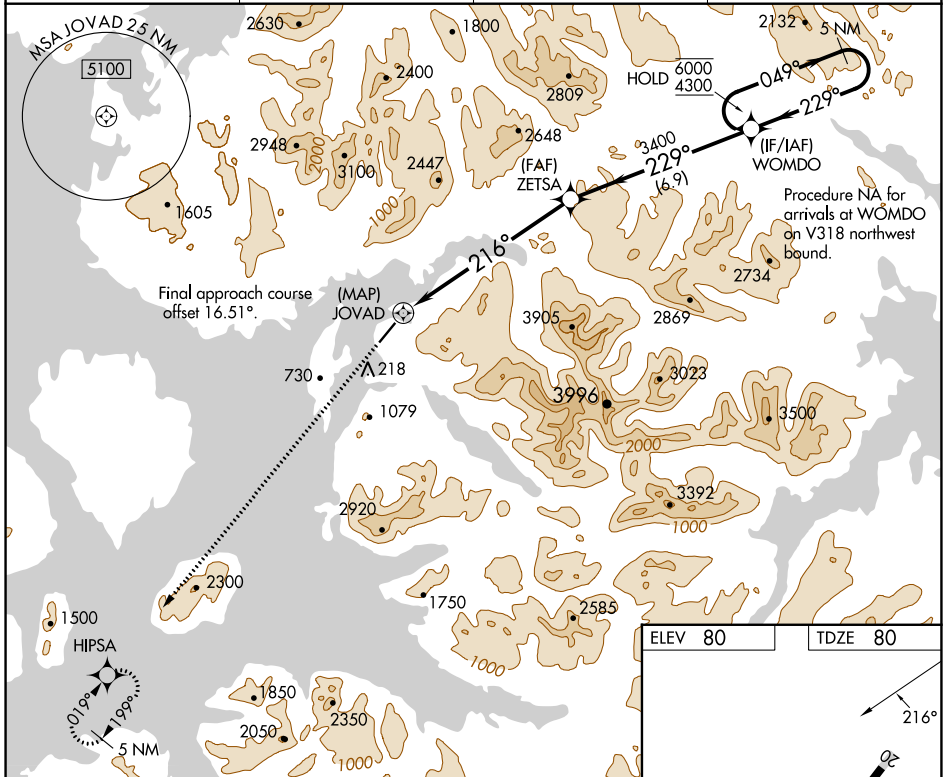 2630
1800
2132
5 NM
MSA JOVAD 25 NM
5100
2400
2809
HOLD
6000
4300
049°
229°
2948
2000
3100
2648
2447
3400
229°
(6.9)
(IF/IAF)
WOMDO
(FAF)
ZETSA
1605
1000
Procedure NA for
arrivals at WOMDO
on V318 northwest
bound.
216°
2734
Final approach course
offset 16.51°.
(MAP)
JOVAD
2869
3905
730
218
3023
3996
1079
3500
2000
2920
3392
1000
2300
1750
2585
1500
1000
HIPSA
019°
199°
5 NM
1850
2350
2050
1000
ELEV 80
TDZE 80
216°
20